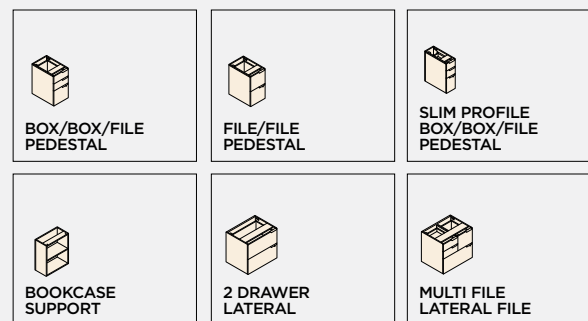 BOX/BOX/FILE
PEDESTAL
FILE/FILE
PEDESTAL
SLIM PROFILE
BOX/BOX/FILE
PEDESTAL
BOOKCASE
SUPPORT
2 DRAWER
LATERAL
MULTI FILE
LATERAL FILE